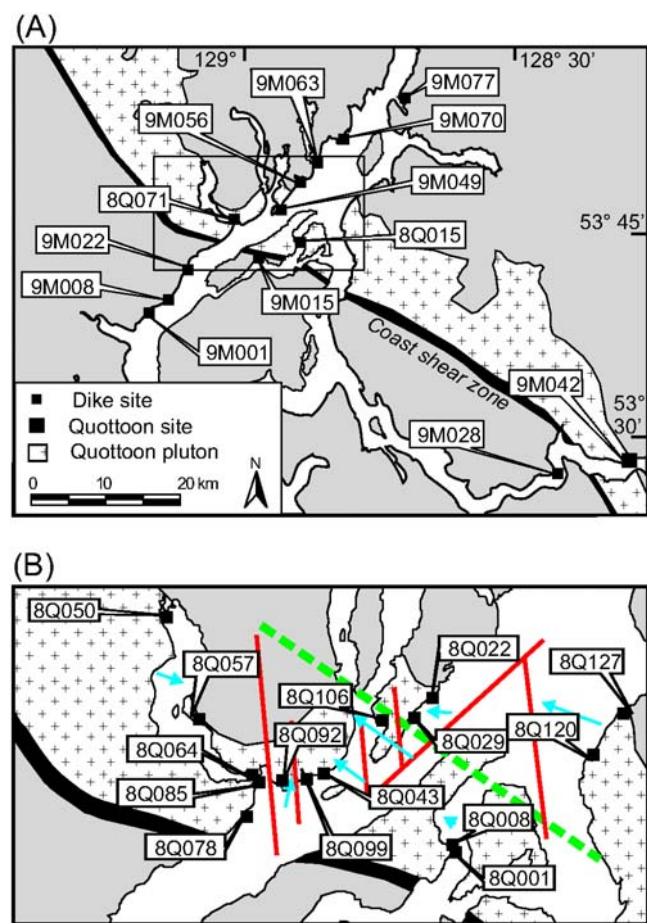 (A)
129°
128° 30'
9M063
9M077
9M056
9M070
8Q071
9M049
53° 45'
9M022
8Q015
9M008
9M015
9M001
Coast shear zone
9M042
53°
30'
9M028
Dike site
Quottoon site
Quottoon pluton
N
0 10 20 km
(B)
8Q050
8Q057
8Q022
8Q127
8Q106
8Q092
8Q064
8Q029
8Q120
8Q085
8Q043
8Q008
8Q078
8Q099
8Q001